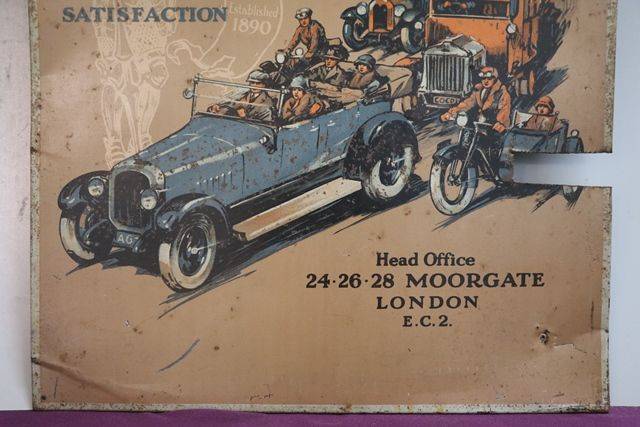 SATISFACTION
Established
1890
Head Office
24·26·28 MOORGATE
LONDON
E.C.2.